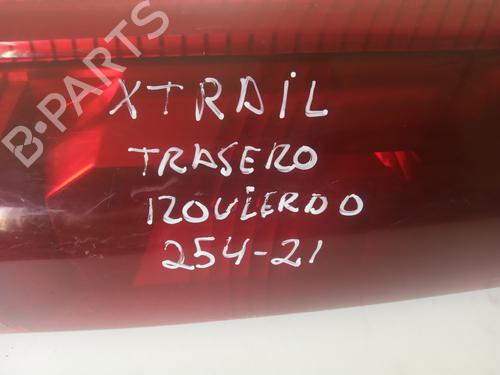 B-PARTS
XTRAIL
TRASERO
IZQUIERDO
254-21